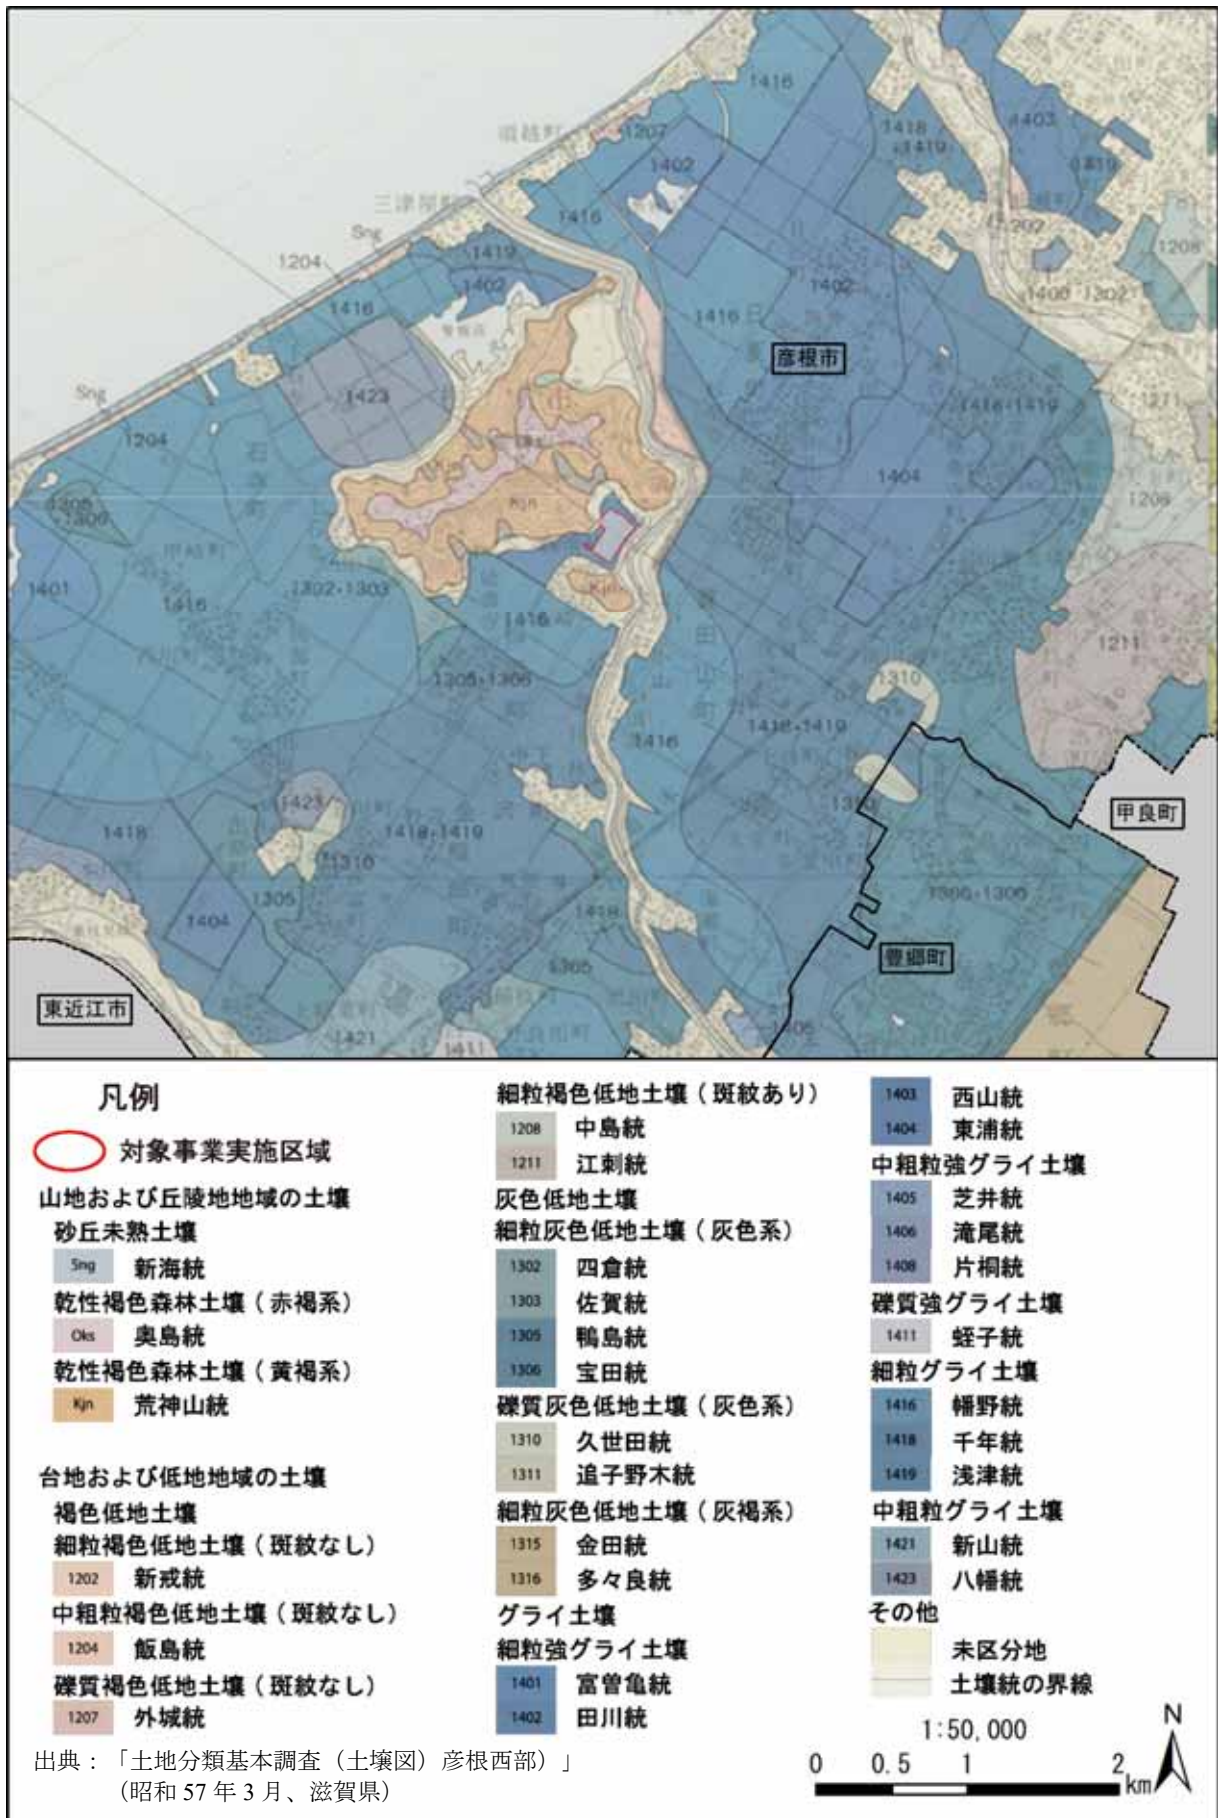 1416
1207
1402
1418
1419
1403
1419
三津屋町
Sng
1204
1416
1419
1402
1416
1202
1208
1400 1202
1402
1416
彦根市
1423
1271
Sng
1204
1418・1419
1404
1208
1305
・1306
Kjn
1401
1416
1302・1303
1416
Kjn
1211
1305・1306
1310
1416
1418・1419
1423
1418・1419
1310
甲良町
1418
1310
1305
1404
1418
豊郷町
東近江市
1305
1421
1411
1405
凡例
対象事業実施区域
山地および丘陵地地域の土壌
砂丘未熟土壌
Sng 新海統
乾性褐色森林土壌(赤褐系)
Oks 奥島統
乾性褐色森林土壌(黄褐系)
Kjn 荒神山統
台地および低地地域の土壌
褐色低地土壌
細粒褐色低地土壌(斑紋なし)
1202 新戒統
中粗粒褐色低地土壌(斑紋なし)
1204 飯島統
礫質褐色低地土壌(斑紋なし)
1207 外城統
細粒褐色低地土壌(斑紋あり)
1208 中島統
1211 江刺統
灰色低地土壌
細粒灰色低地土壌(灰色系)
1302 四倉統
1303 佐賀統
1305 鴨島統
1306 宝田統
礫質灰色低地土壌(灰色系)
1310 久世田統
1311 追子野木統
細粒灰色低地土壌(灰褐系)
1315 金田統
1316 多々良統
グライ土壌
細粒強グライ土壌
1401 富曽亀統
1402 田川統
1403 西山統
1404 東浦統
中粗粒強グライ土壌
1405 芝井統
1406 滝尾統
1408 片桐統
礫質強グライ土壌
1411 蛭子統
細粒グライ土壌
1416 幡野統
1418 千年統
1419 浅津統
中粗粒グライ土壌
1421 新山統
1423 八幡統
その他
未区分地
土壌統の界線
1:50,000
N
0 0.5 1 2
km
出典:「土地分類基本調査(土壌図)彦根西部)」
(昭和 57 年 3 月、滋賀県)